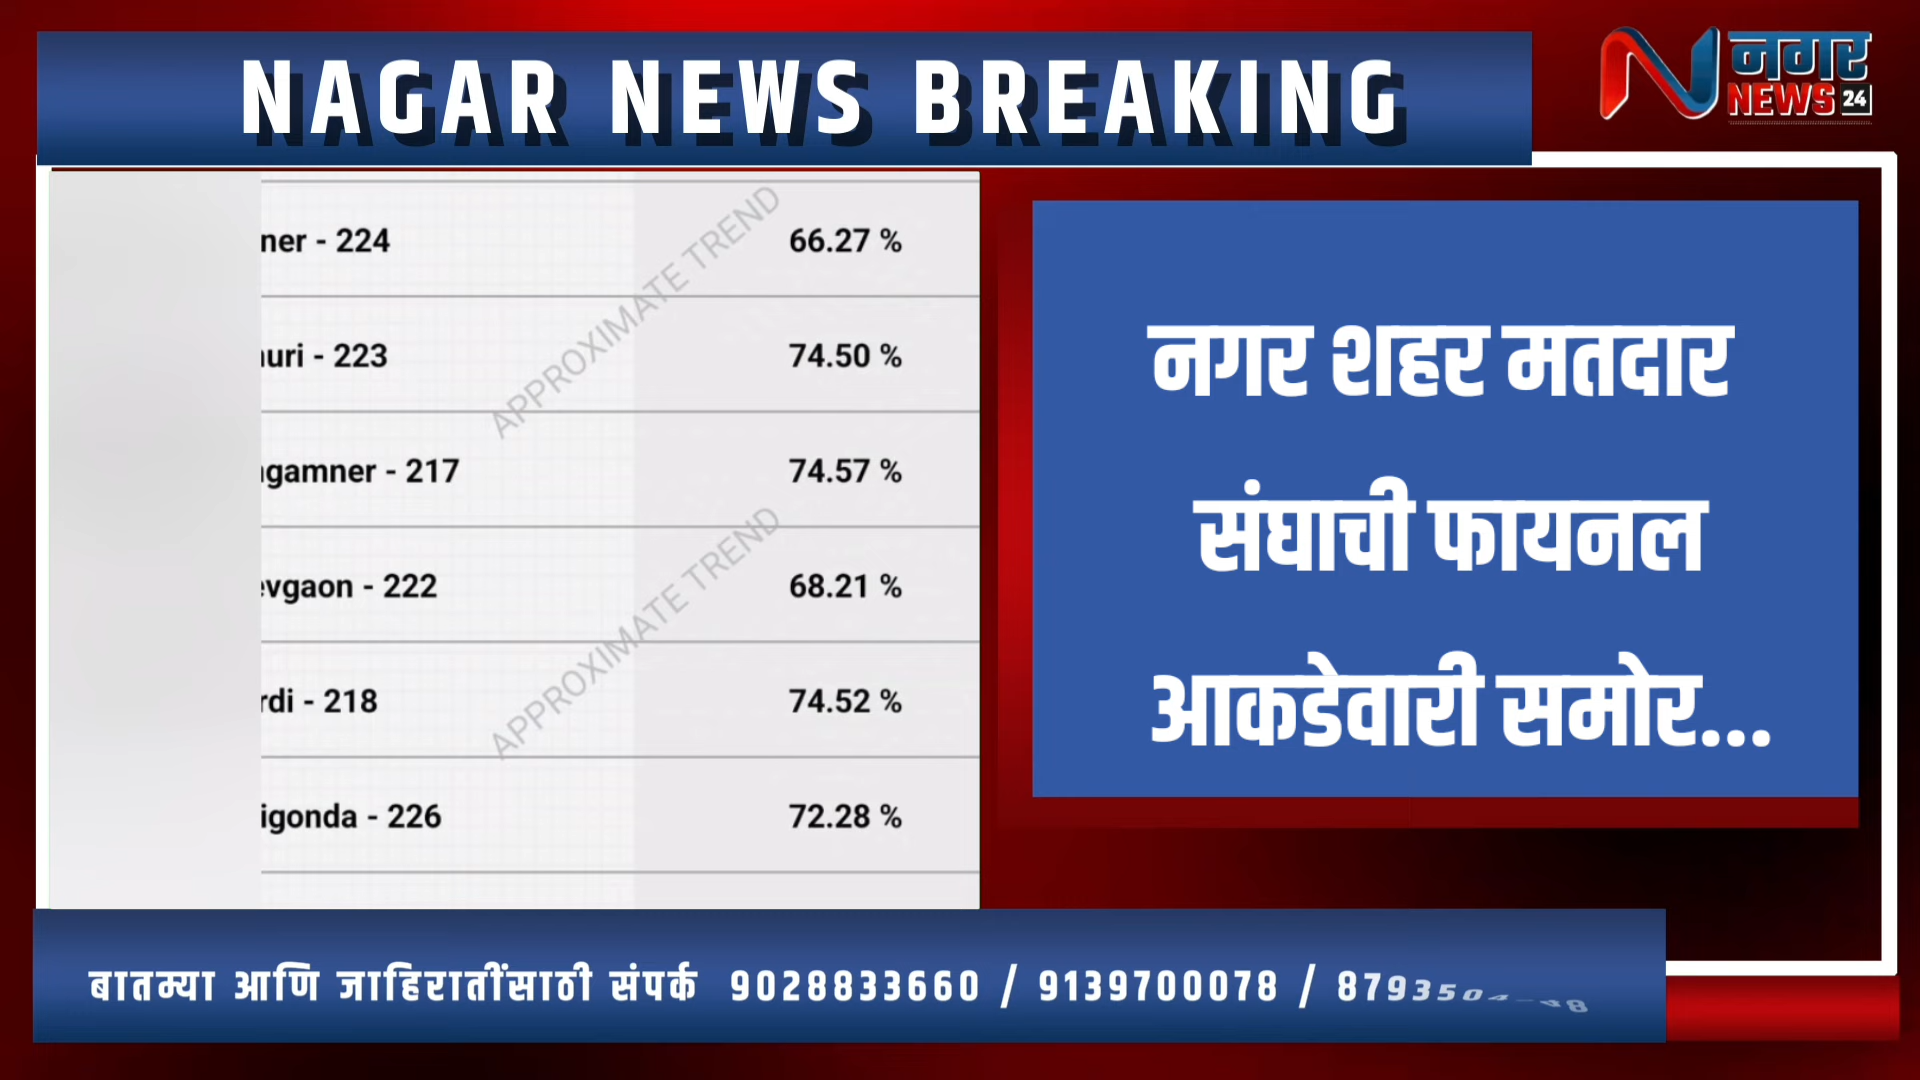 NAGAR NEWS BREAKING
नगर
NEWS 24
ner - 224 66.27 %
uri - 223 74.50 %
gamner - 217 74.57 %
evgaon - 222 68.21 %
rdi - 218 74.52 %
igonda - 226 72.28 %
APPROXIMATE TREND
APPROXIMATE TREND
नगर शहर मतदार
संघाची फायनल
आकडेवारी समोर...
बातम्या आणि जाहिरातींसाठी संपर्क 9028833660 / 9139700078 /